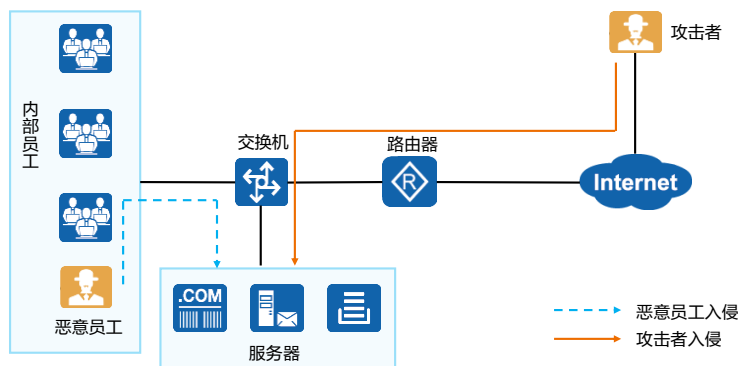 攻击者
内部员工
交换机
路由器
R
Internet
.COM
恶意员工
服务器
恶意员工入侵
攻击者入侵